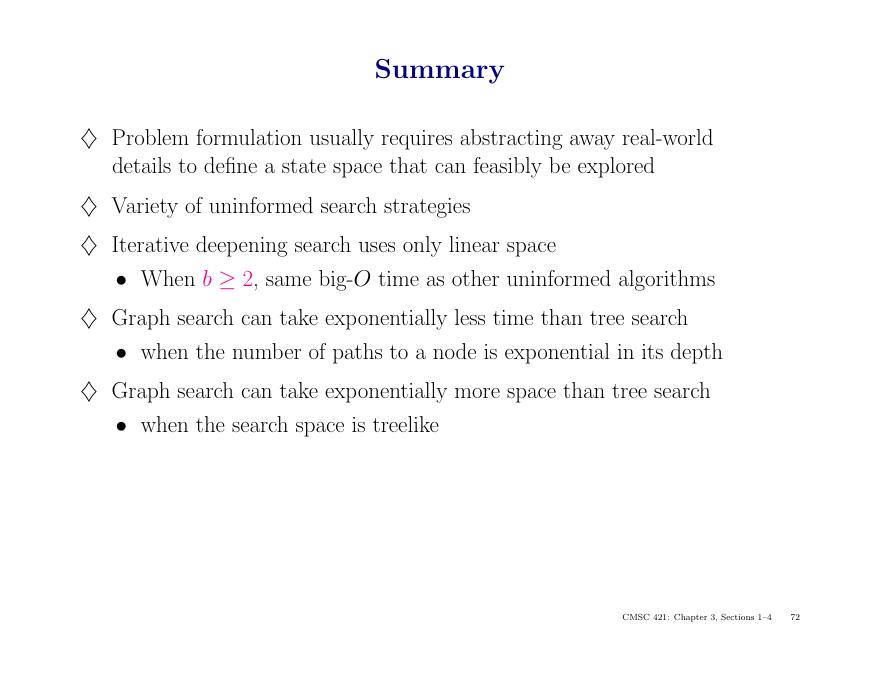 Summary
♢ Problem formulation usually requires abstracting away real-world
details to define a state space that can feasibly be explored
♢ Variety of uninformed search strategies
♢ Iterative deepening search uses only linear space
• When b ≥ 2, same big-O time as other uninformed algorithms
♢ Graph search can take exponentially less time than tree search
• when the number of paths to a node is exponential in its depth
♢ Graph search can take exponentially more space than tree search
• when the search space is treelike
CMSC 421: Chapter 3, Sections 1–4 72